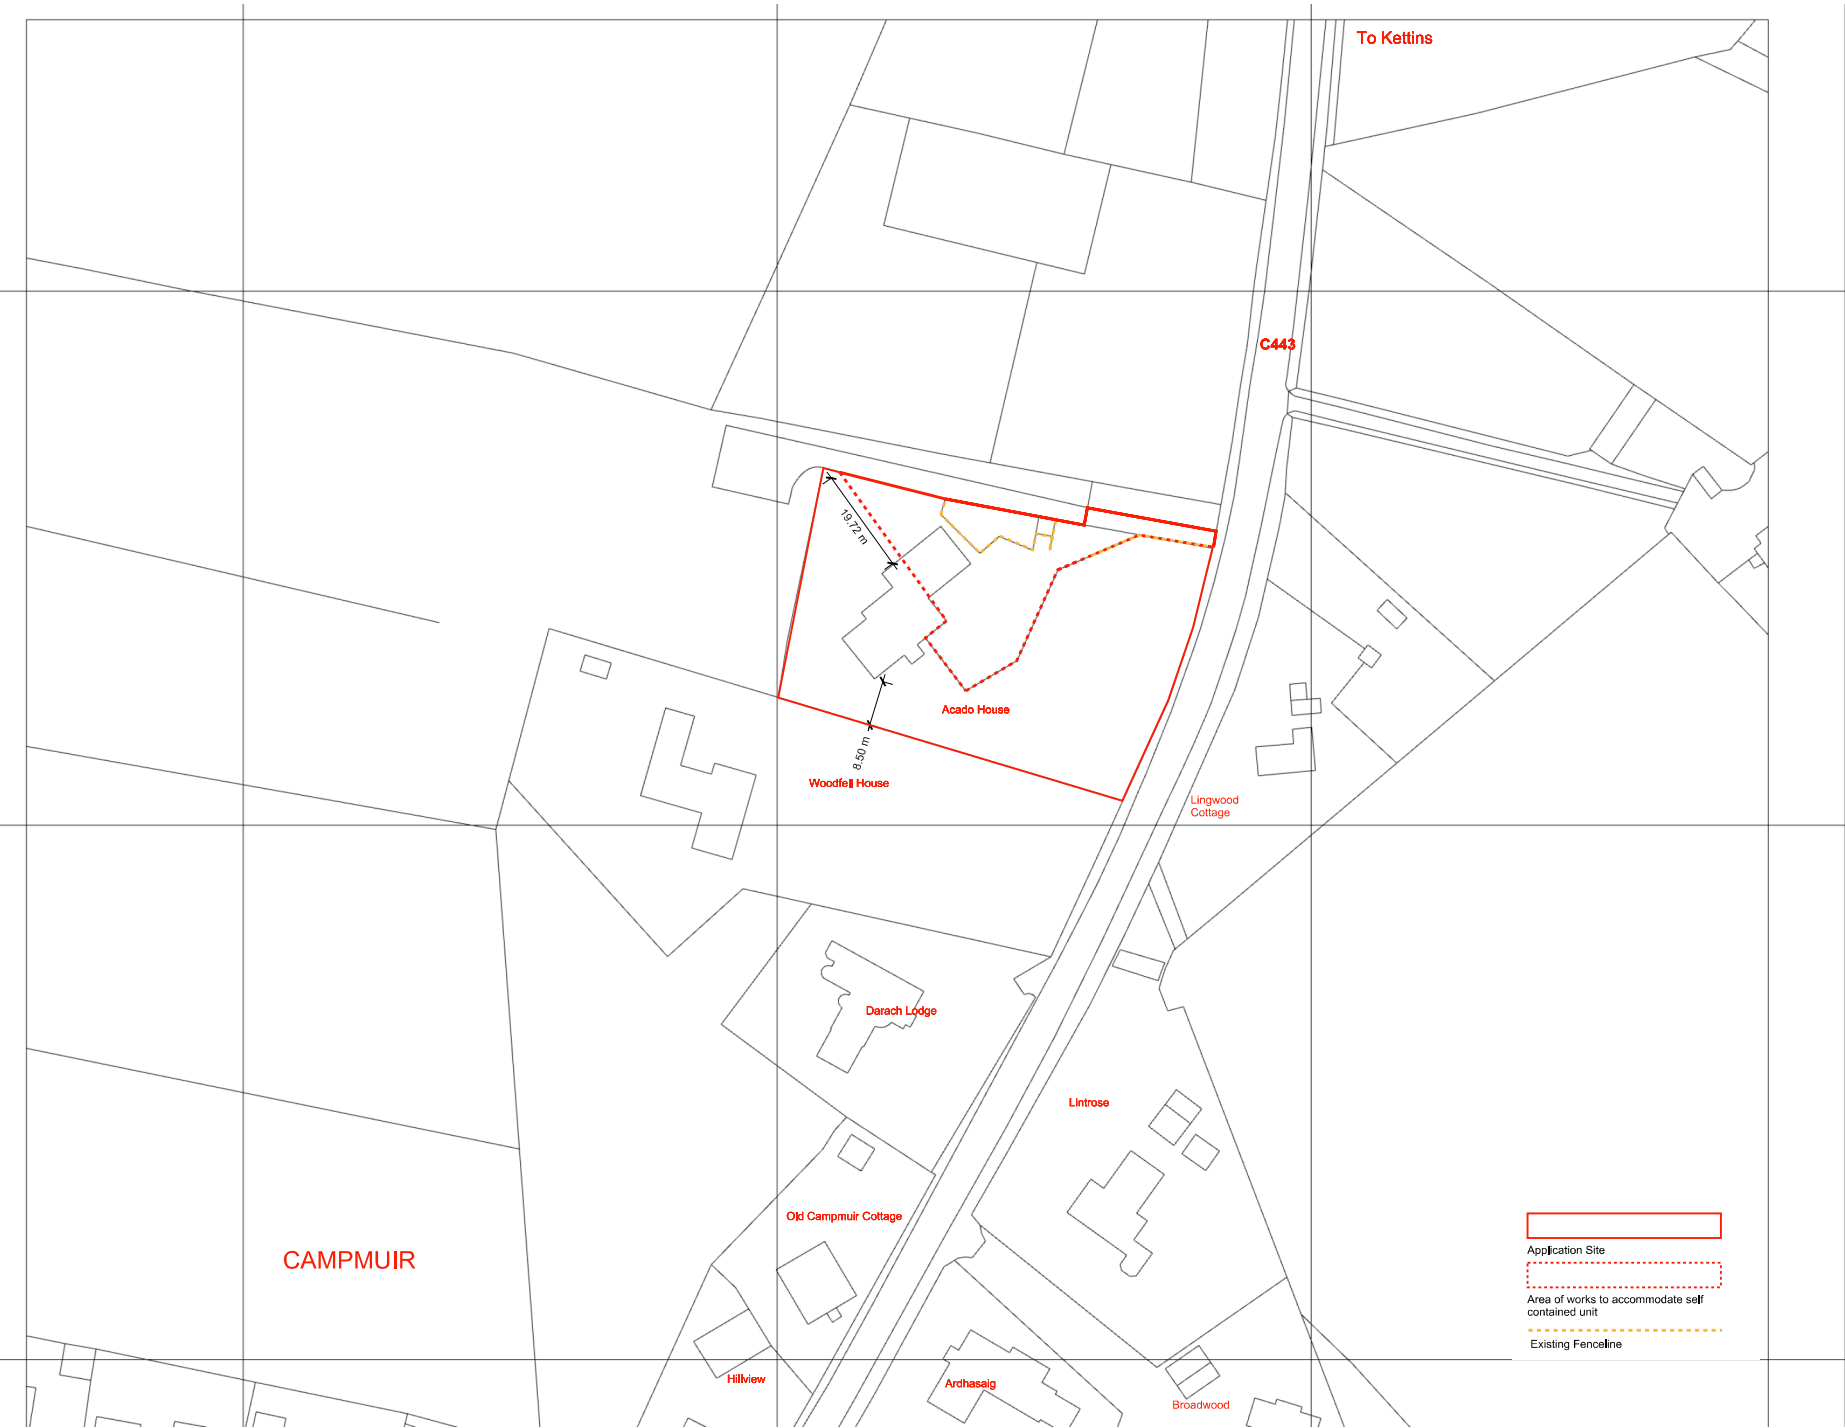 To Kettins
C443
19.72 m
Acado House
8.50 m
Woodfell House
Lingwood
Cottage
Darach Lodge
Lintrose
Old Campmuir Cottage
CAMPMUIR
Application Site
Area of works to accommodate self
contained unit
Existing Fenceline
Hillview
Ardhasaig
Broadwood